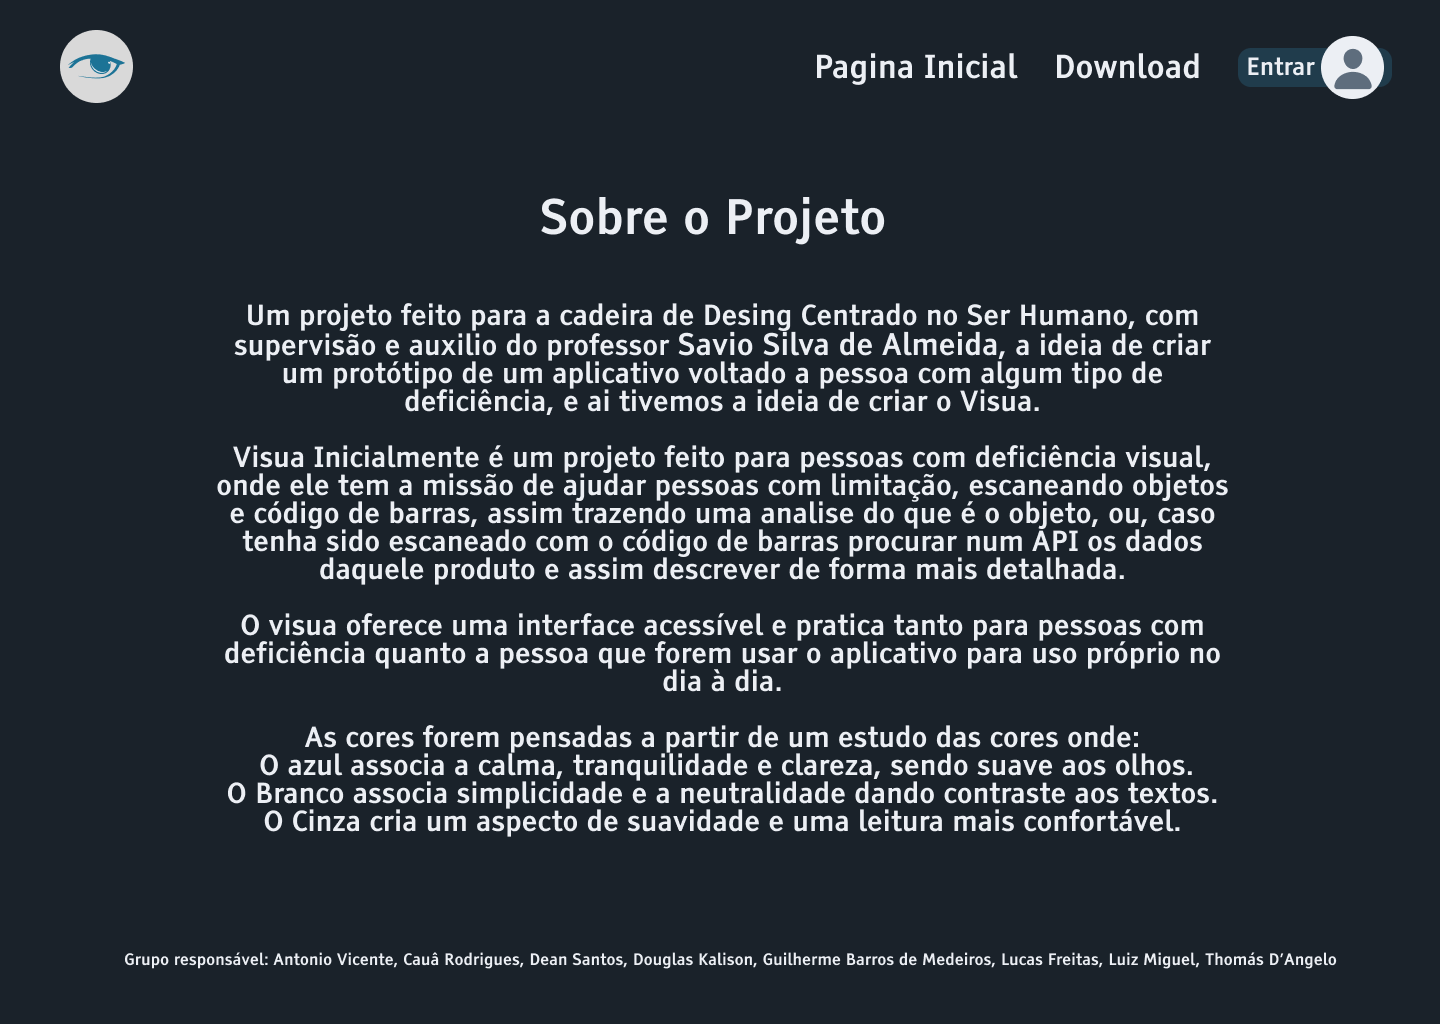 Pagina Inicial
Download
Entrar
Sobre o Projeto
Um projeto feito para a cadeira de Desing Centrado no Ser Humano, com
supervisão e auxilio do professor Savio Silva de Almeida, a ideia de criar
um protótipo de um aplicativo voltado a pessoa com algum tipo de
deficiência, e ai tivemos a ideia de criar o Visua.
Visua Inicialmente é um projeto feito para pessoas com deficiência visual,
onde ele tem a missão de ajudar pessoas com limitação, escaneando objetos
e código de barras, assim trazendo uma analise do que é o objeto, ou, caso
tenha sido escaneado com o código de barras procurar num API os dados
daquele produto e assim descrever de forma mais detalhada.
O visua oferece uma interface acessível e pratica tanto para pessoas com
deficiência quanto a pessoa que forem usar o aplicativo para uso próprio no
dia à dia.
As cores forem pensadas a partir de um estudo das cores onde:
O azul associa a calma, tranquilidade e clareza, sendo suave aos olhos.
O Branco associa simplicidade e a neutralidade dando contraste aos textos.
O Cinza cria um aspecto de suavidade e uma leitura mais confortável.
Grupo responsável: Antonio Vicente, Cauâ Rodrigues, Dean Santos, Douglas Kalison, Guilherme Barros de Medeiros, Lucas Freitas, Luiz Miguel, Thomás D’Angelo